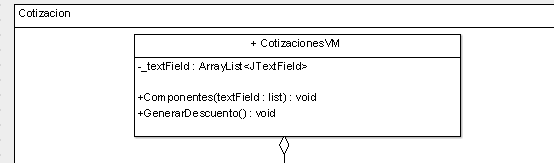 Cotizacion
+ CotizacionesVM
-_textField : ArrayList<JTextField>
+Componentes(textField : list) : void
+GenerarDescuento() : void